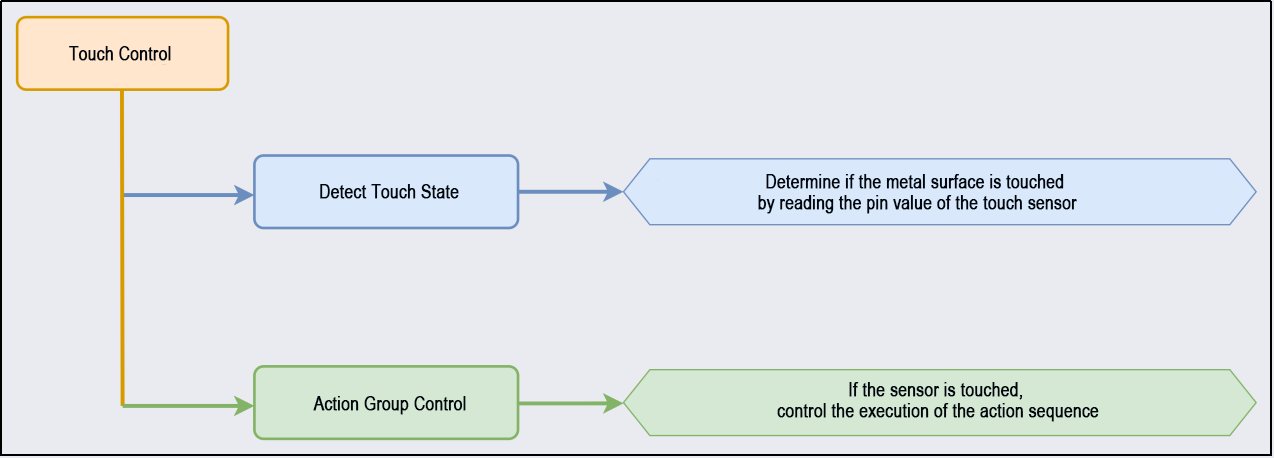 Touch Control
Detect Touch State
Determine if the metal surface is touched
by reading the pin value of the touch sensor
Action Group Control
If the sensor is touched,
control the execution of the action sequence